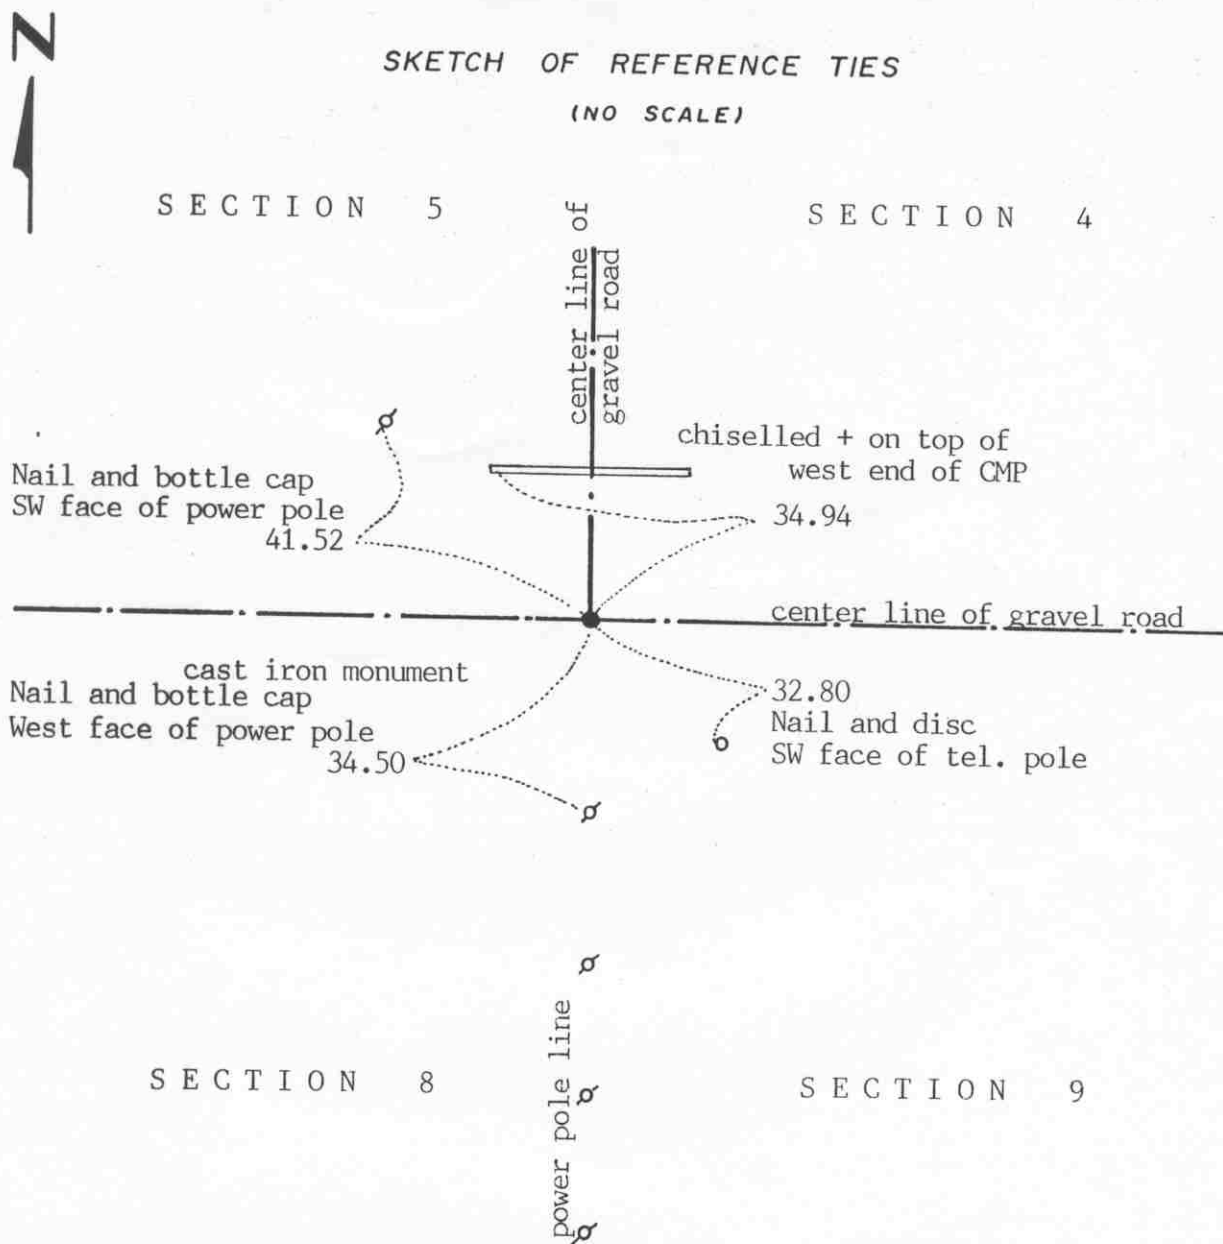 N
SKETCH OF REFERENCE TIES
(NO SCALE)
SECTION 5
SECTION 4
center line of
gravel road
chiselled + on top of
west end of CMP
34.94
Nail and bottle cap
SW face of power pole
41.52
center line of gravel road
cast iron monument
Nail and bottle cap
West face of power pole
34.50
32.80
Nail and disc
SW face of tel. pole
SECTION 8
power pole line
SECTION 9